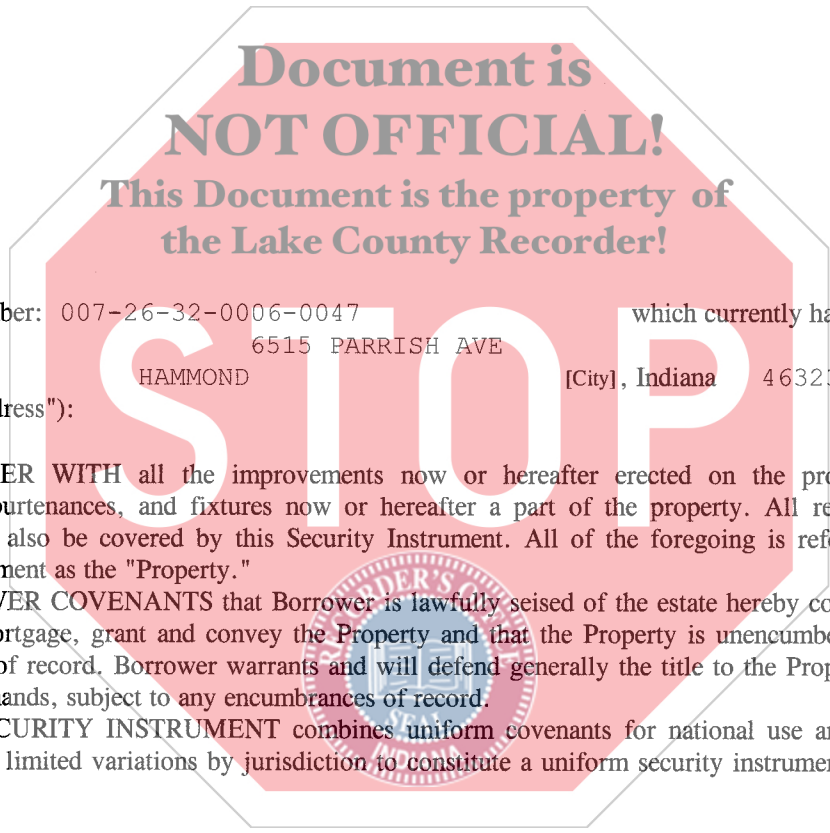 Document is
NOT OFFICIAL!
This Document is the property of
the Lake County Recorder!
STOP
ber: 007-26-32-0006-0047 which currently ha
6515 PARRISH AVE
HAMMOND [City], Indiana 4632
dress"):
ER WITH all the improvements now or hereafter erected on the pro
urtenances, and fixtures now or hereafter a part of the property. All re
also be covered by this Security Instrument. All of the foregoing is refe
ment as the "Property."
VER COVENANTS that Borrower is lawfully seised of the estate hereby co
ortgage, grant and convey the Property and that the Property is unencumbe
of record. Borrower warrants and will defend generally the title to the Prop
ands, subject to any encumbrances of record.
CURITY INSTRUMENT combines uniform covenants for national use an
limited variations by jurisdiction to constitute a uniform security instrumen
RECORDER'S OFFICE
SEAL
INDIANA